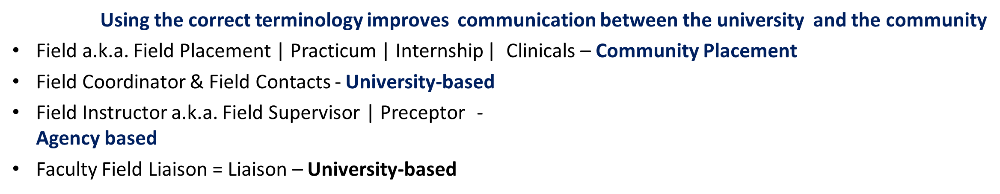 Using the correct terminology improves  communication between the university  and the community
• Field a.k.a. Field Placement | Practicum | Internship |  Clinicals – Community Placement
• Field Coordinator & Field Contacts - University-based
• Field Instructor a.k.a. Field Supervisor | Preceptor  -
Agency based
• Faculty Field Liaison = Liaison – University-based